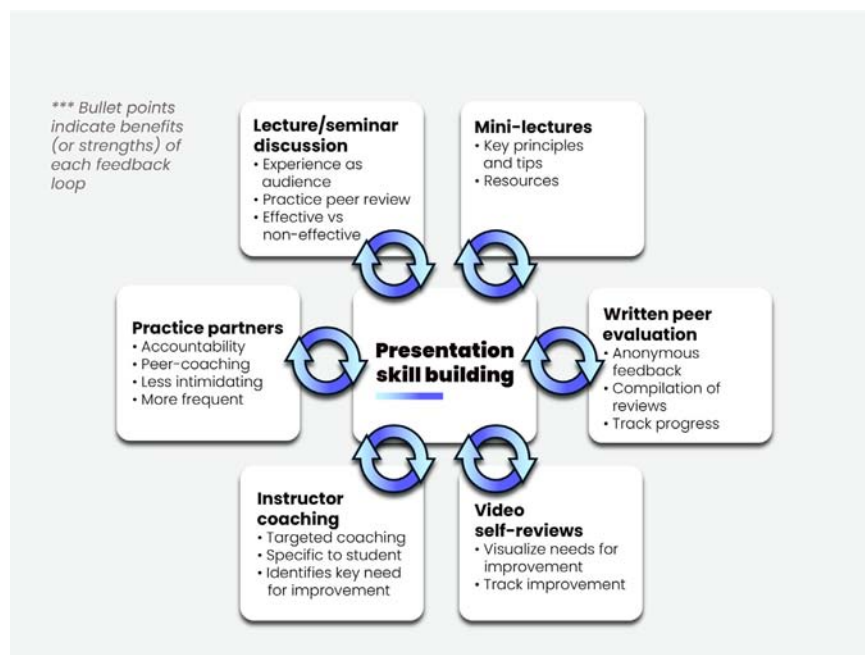 *** Bullet points
indicate benefits
(or strengths) of
each feedback
loop
Lecture/seminar
discussion
• Experience as
audience
• Practice peer review
• Effective vs
non-effective
Mini-lectures
• Key principles
and tips
• Resources
Practice partners
• Accountability
• Peer-coaching
• Less intimidating
• More frequent
Presentation
skill building
Written peer
evaluation
• Anonymous
feedback
• Compilation of
reviews
• Track progress
Instructor
coaching
• Targeted coaching
• Specific to student
• Identifies key need
for improvement
Video
self-reviews
• Visualize needs for
improvement
• Track improvement